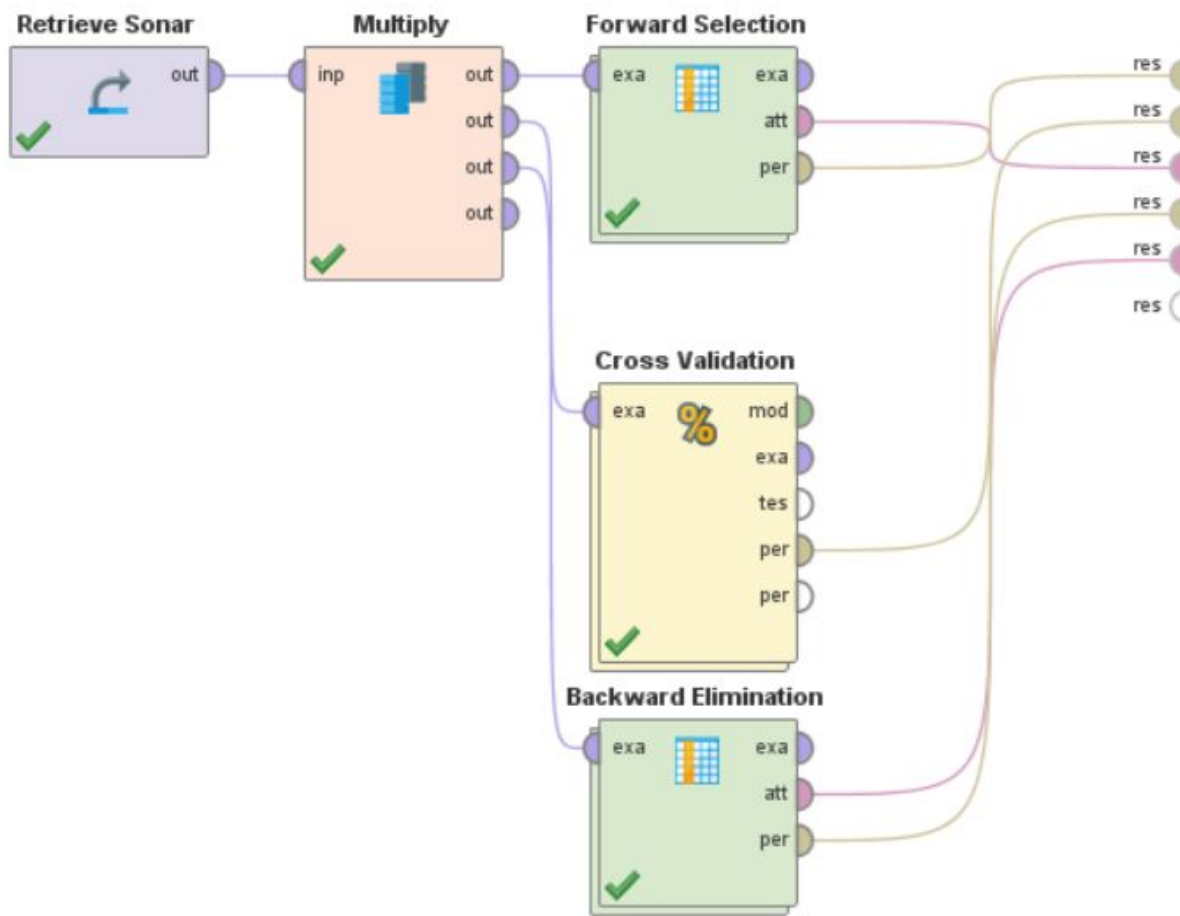 Retrieve Sonar
out
Multiply
inp
out
out
out
out
Forward Selection
exa
exa
att
per
res
res
res
res
res
res
Cross Validation
exa
%
mod
exa
tes
per
per
Backward Elimination
exa
exa
att
per